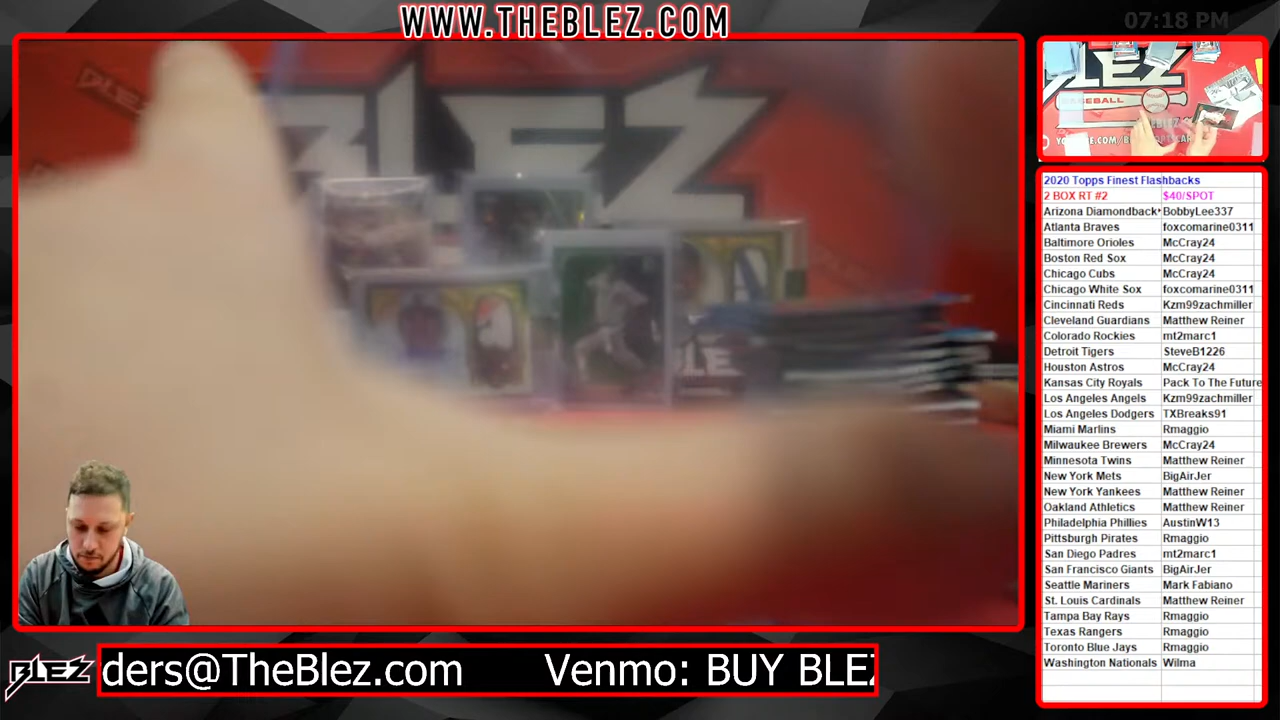 WWW.THEBLEZ.COM
07:18 PM
BLEZ
BLEZ
LEZ
BASEBALL
2020 Topps Finest Flashbacks
2 BOX RT #2 $40/SPOT
Arizona Diamondback BobbyLee337
Atlanta Braves foxcomarine0311
Baltimore Orioles McCray24
Boston Red Sox McCray24
Chicago Cubs McCray24
Chicago White Sox foxcomarine0311
Cincinnati Reds Kzm99zachmiller
Cleveland Guardians Matthew Reiner
Colorado Rockies mt2marc1
Detroit Tigers SteveB1226
Houston Astros McCray24
Kansas City Royals Pack To The Future
Los Angeles Angels Kzm99zachmiller
Los Angeles Dodgers TXBreaks91
Miami Marlins Rmaggio
Milwaukee Brewers McCray24
Minnesota Twins Matthew Reiner
New York Mets BigAirJer
New York Yankees Matthew Reiner
Oakland Athletics Matthew Reiner
Philadelphia Phillies AustinW13
Pittsburgh Pirates Rmaggio
San Diego Padres mt2marc1
San Francisco Giants BigAirJer
Seattle Mariners Mark Fabiano
St. Louis Cardinals Matthew Reiner
Tampa Bay Rays Rmaggio
Texas Rangers Rmaggio
Toronto Blue Jays Rmaggio
Washington Nationals Wilma
BLEZ
ders@TheBlez.com Venmo: BUY BLEZ